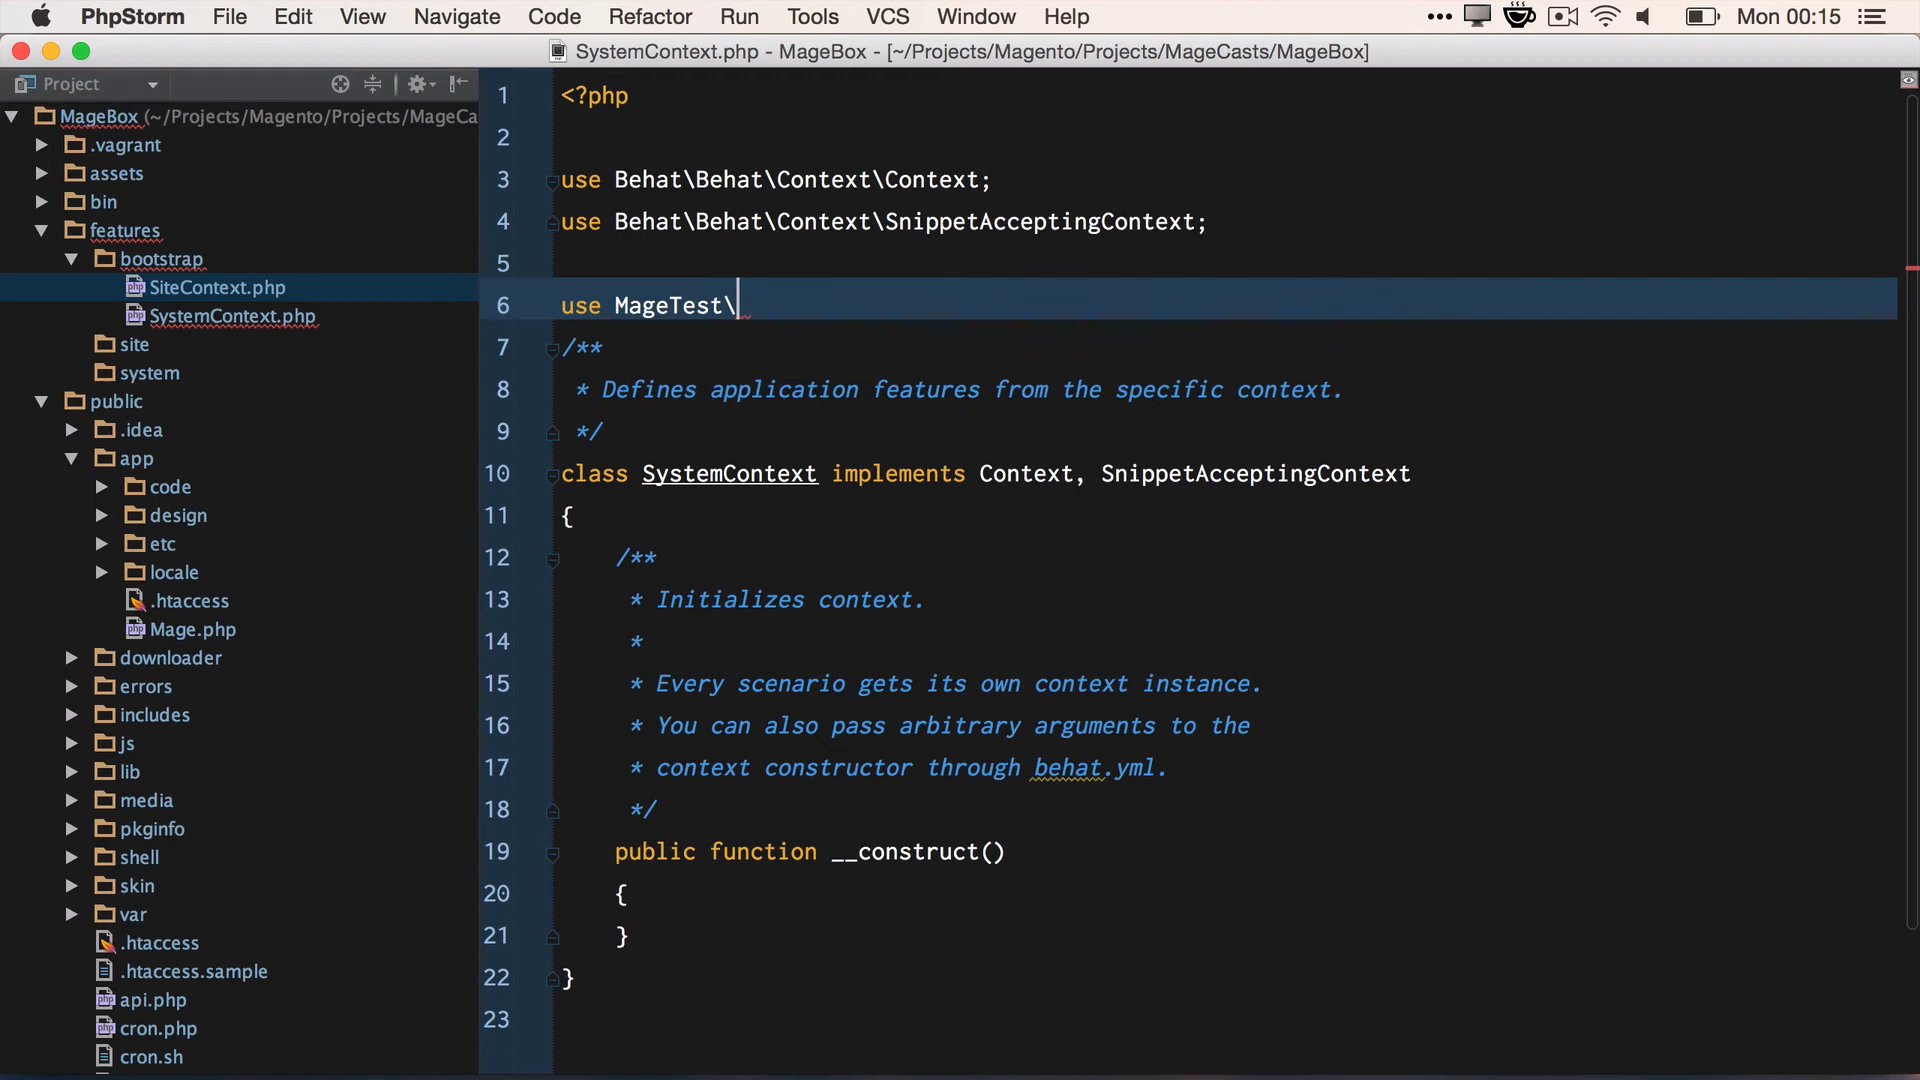 PhpStorm File Edit View Navigate Code Refactor Run Tools VCS Window Help Mon 00:15
SystemContext.php - MageBox - [~/Projects/Magento/Projects/MageCasts/MageBox]
Project
MageBox (~/Projects/Magento/Projects/MageCa
.vagrant
assets
bin
features
bootstrap
SiteContext.php
SystemContext.php
site
system
public
.idea
app
code
design
etc
locale
.htaccess
Mage.php
downloader
errors
includes
js
lib
media
pkginfo
shell
skin
var
.htaccess
.htaccess.sample
api.php
cron.php
cron.sh
1 <?php
2
3 use Behat\Behat\Context\Context;
4 use Behat\Behat\Context\SnippetAcceptingContext;
5
6 use MageTest\
7 /**
8 * Defines application features from the specific context.
9 */
10 class SystemContext implements Context, SnippetAcceptingContext
11 {
12 /**
13 * Initializes context.
14 *
15 * Every scenario gets its own context instance.
16 * You can also pass arbitrary arguments to the
17 * context constructor through behat.yml.
18 */
19 public function __construct()
20 {
21 }
22 }
23